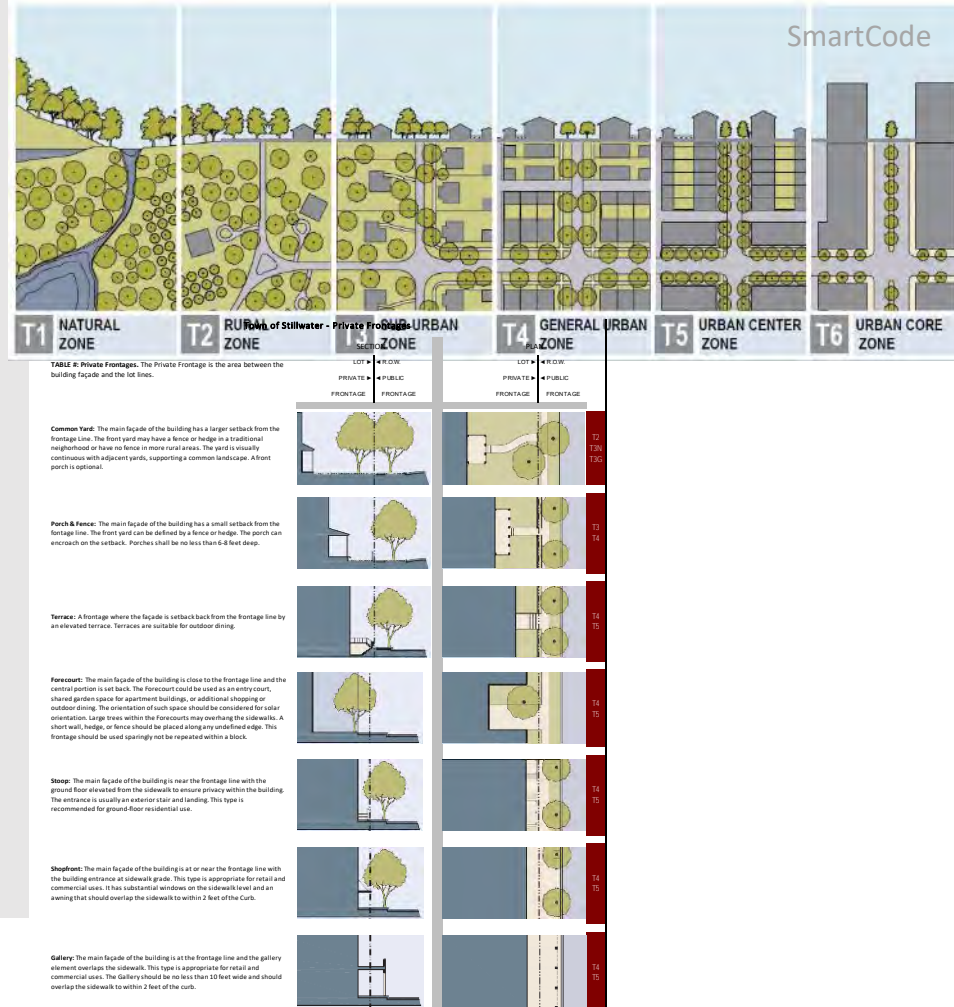 SmartCode
T1 NATURAL ZONE
T2 RURAL ZONE
T3 SUB-URBAN ZONE
T4 GENERAL URBAN ZONE
T5 URBAN CENTER ZONE
T6 URBAN CORE ZONE
Town of Stillwater - Private Frontages
SECTION
PLAN
LOT ► ◄ R.O.W.
PRIVATE ► ◄ PUBLIC
FRONTAGE FRONTAGE
LOT ► ◄ R.O.W.
PRIVATE ► ◄ PUBLIC
FRONTAGE FRONTAGE
TABLE #: Private Frontages. The Private Frontage is the area between the
building façade and the lot lines.
Common Yard: The main façade of the building has a larger setback from the
frontage Line. The front yard may have a fence or hedge in a traditional
neighorhood or have no fence in more rural areas. The yard is visually
continuous with adjacent yards, supporting a common landscape. A front
porch is optional.
T2
T3N
T3G
Porch & Fence: The main façade of the building has a small setback from the
fontage line. The front yard can be defined by a fence or hedge. The porch can
encroach on the setback. Porches shall be no less than 6-8 feet deep.
T3
T4
Terrace: A frontage where the façade is setback back from the frontage line by
an elevated terrace. Terraces are suitable for outdoor dining.
T4
T5
Forecourt: The main façade of the building is close to the frontage line and the
central portion is set back. The Forecourt could be used as an entry court,
shared garden space for apartment buildings, or additional shopping or
outdoor dining. The orientation of such space should be considered for solar
orientation. Large trees within the Forecourts may overhang the sidewalks. A
short wall, hedge, or fence should be placed along any undefined edge. This
frontage should be used sparingly not be repeated within a block.
T4
T5
Stoop: The main façade of the building is near the frontage line with the
ground floor elevated from the sidewalk to ensure privacy within the building.
The entrance is usually an exterior stair and landing. This type is
recommended for ground-floor residential use.
T4
T5
Shopfront: The main façade of the building is at or near the frontage line with
the building entrance at sidewalk grade. This type is appropriate for retail and
commercial uses. It has substantial windows on the sidewalk level and an
awning that should overlap the sidewalk to within 2 feet of the Curb.
T4
T5
Gallery: The main façade of the building is at the frontage line and the gallery
element overlaps the sidewalk. This type is appropriate for retail and
commercial uses. The Gallery should be no less than 10 feet wide and should
overlap the sidewalk to within 2 feet of the curb.
T4
T5